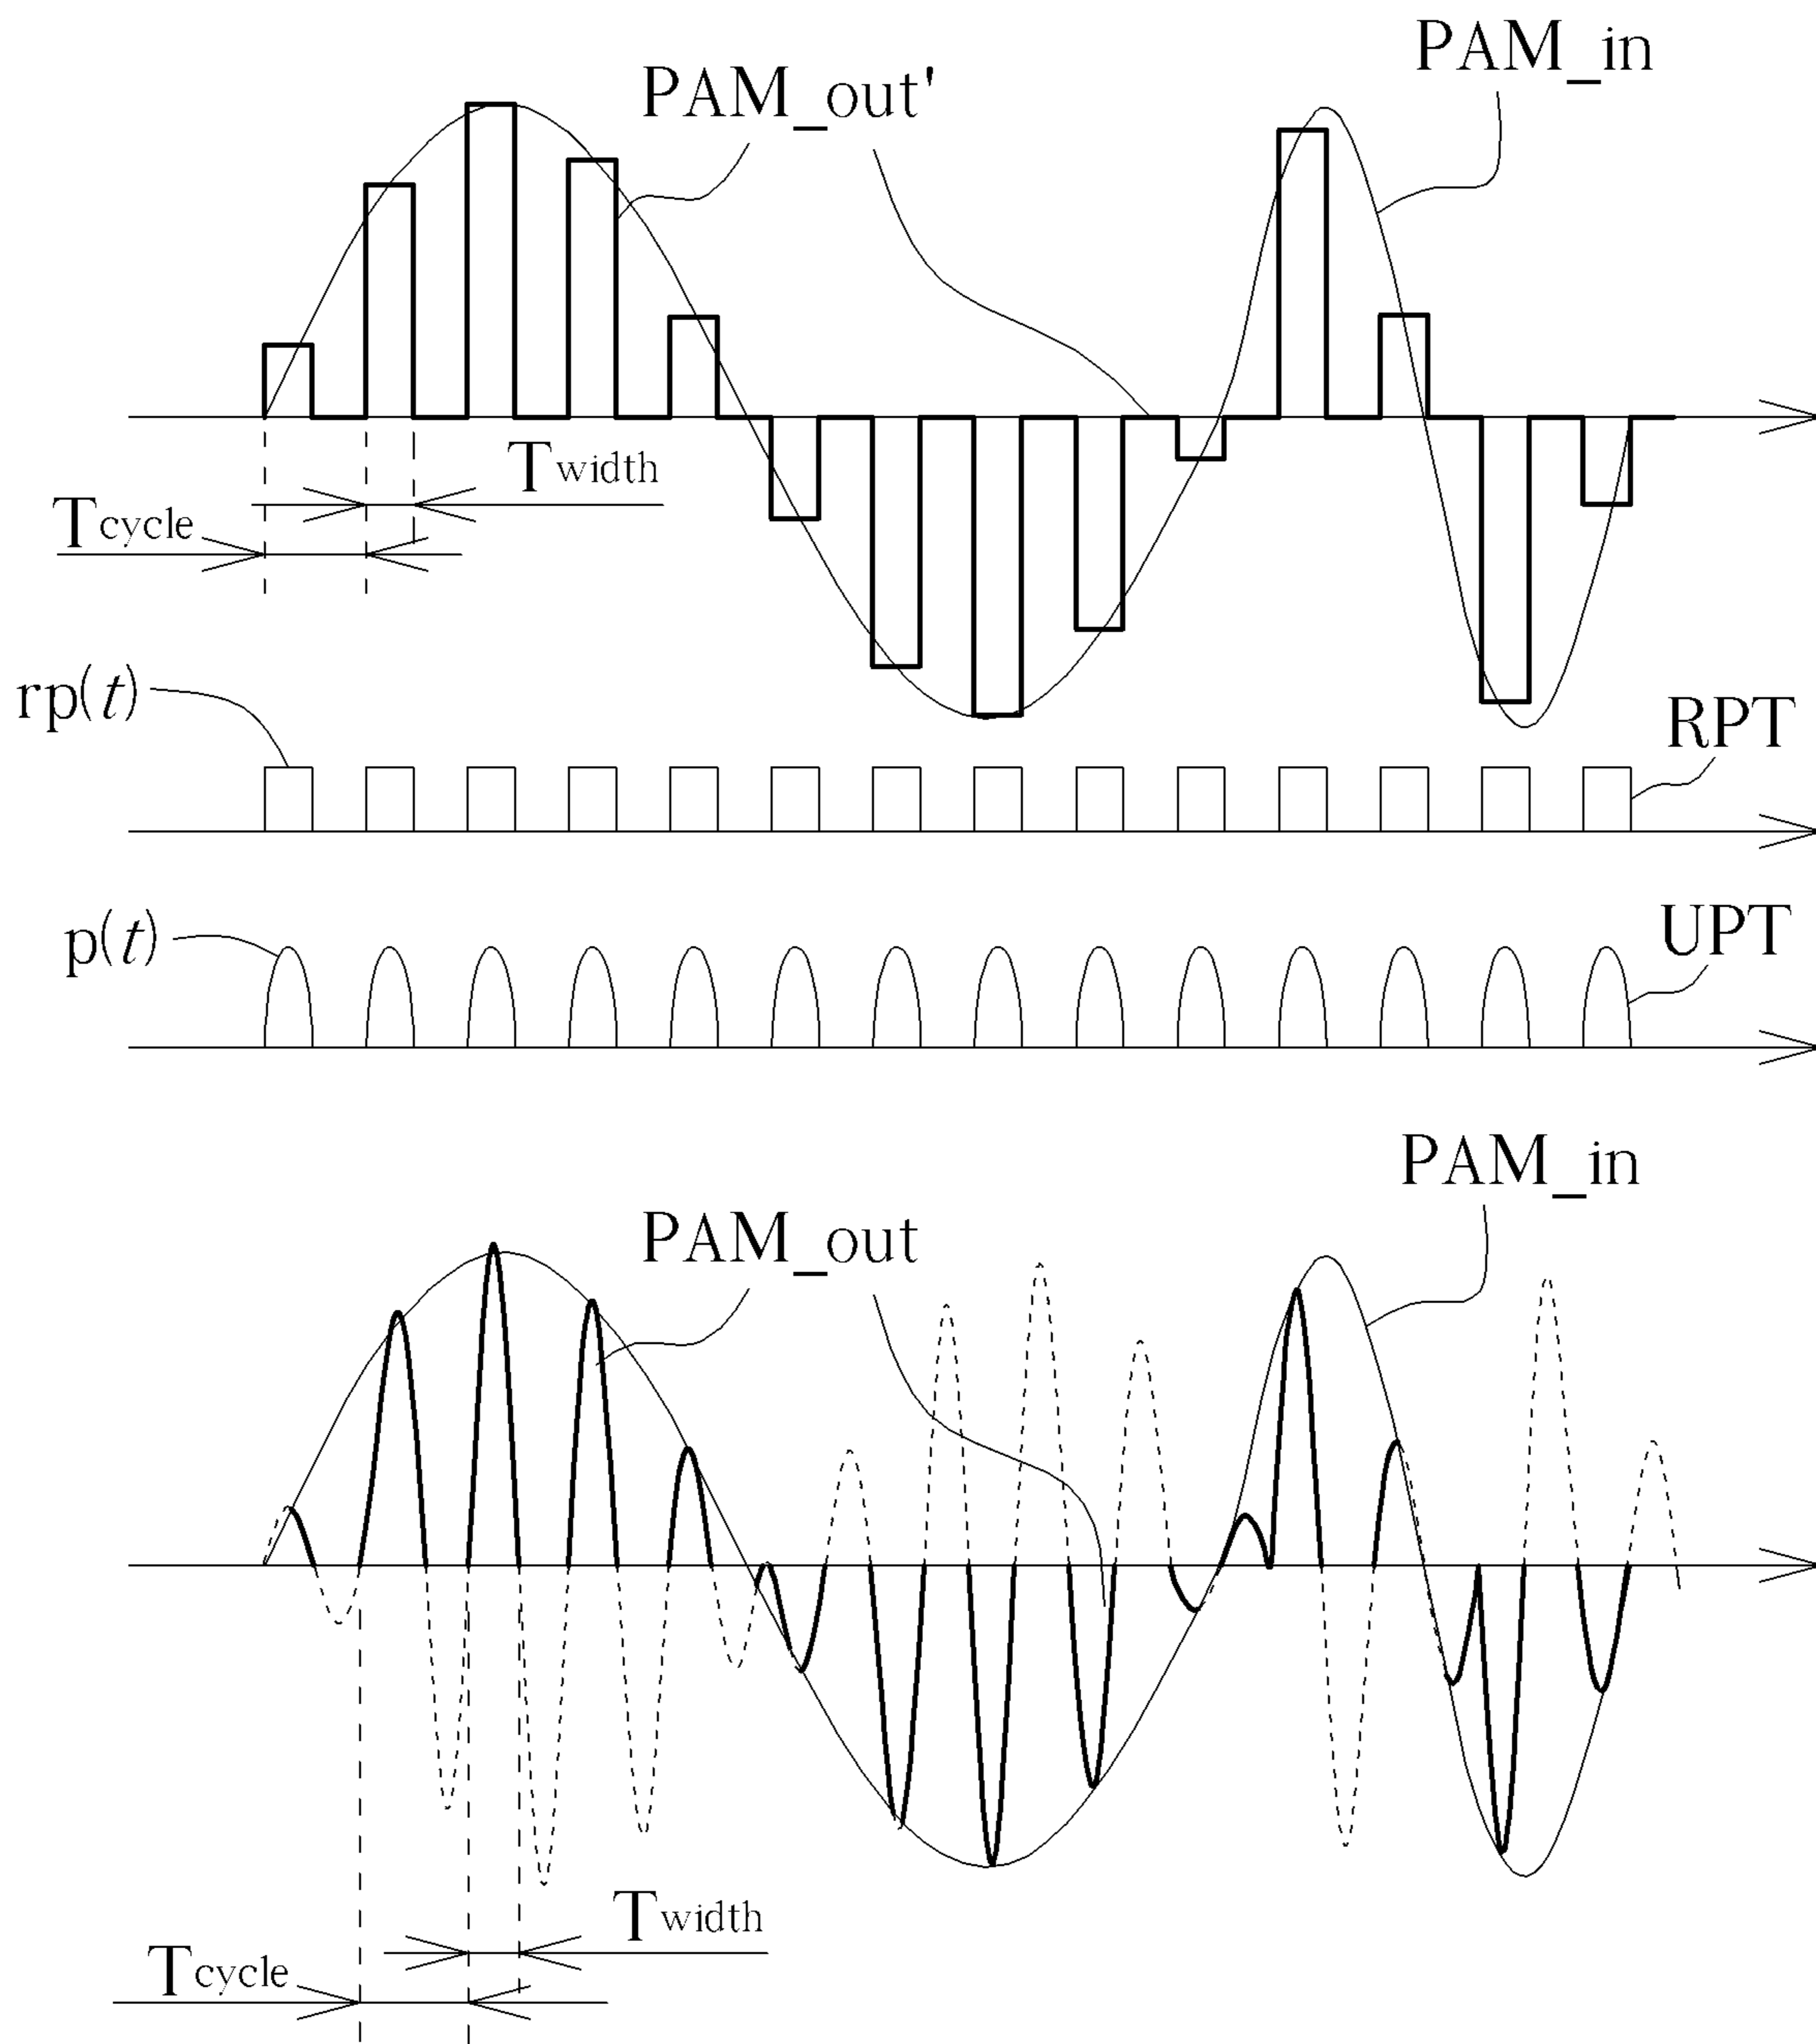 PAM_in
PAM_out'
Twidth
Tcycle
rp(t)
RPT
p(t)
UPT
PAM_in
PAM_out
Twidth
Tcycle